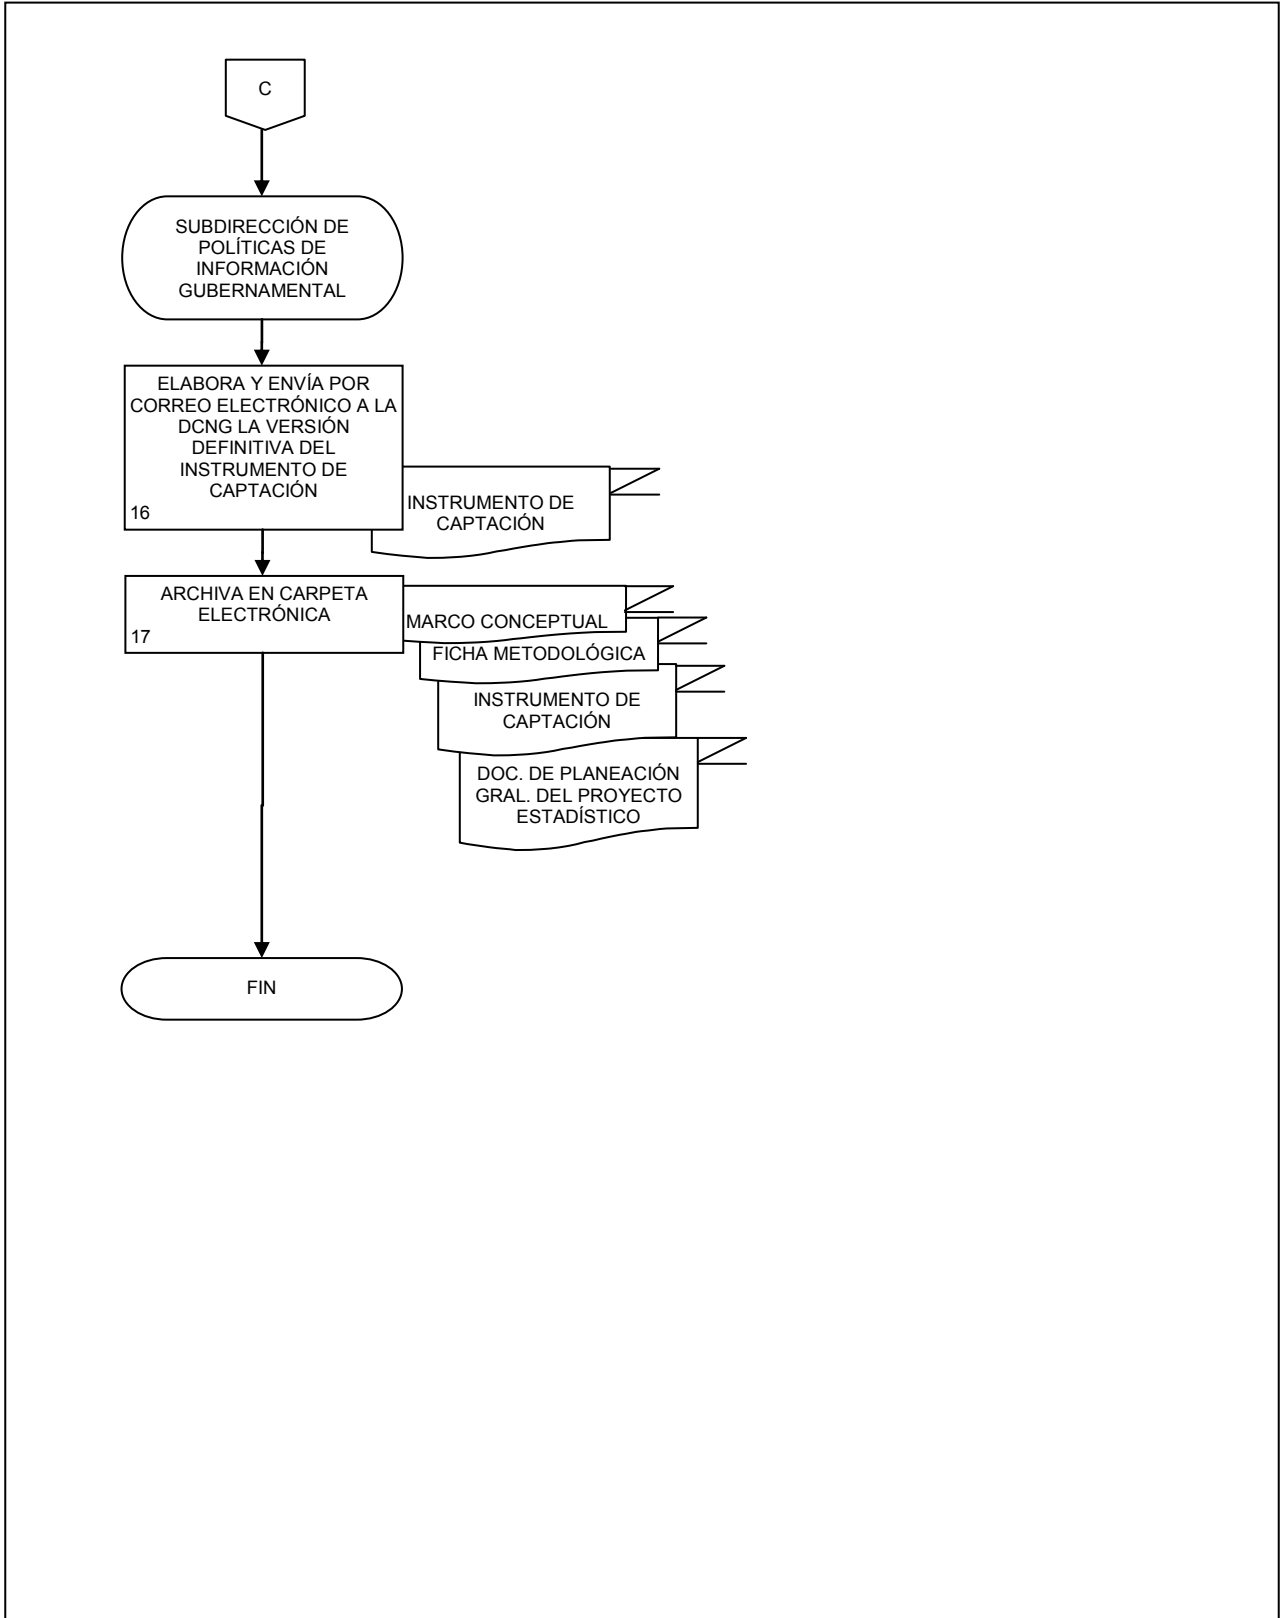 C
SUBDIRECCIÓN DE
POLÍTICAS DE
INFORMACIÓN
GUBERNAMENTAL
ELABORA Y ENVÍA POR
CORREO ELECTRÓNICO A LA
DCNG LA VERSIÓN
DEFINITIVA DEL
INSTRUMENTO DE
CAPTACIÓN
16
INSTRUMENTO DE
CAPTACIÓN
ARCHIVA EN CARPETA
ELECTRÓNICA
17
MARCO CONCEPTUAL
FICHA METODOLÓGICA
INSTRUMENTO DE
CAPTACIÓN
DOC. DE PLANEACIÓN
GRAL. DEL PROYECTO
ESTADÍSTICO
FIN